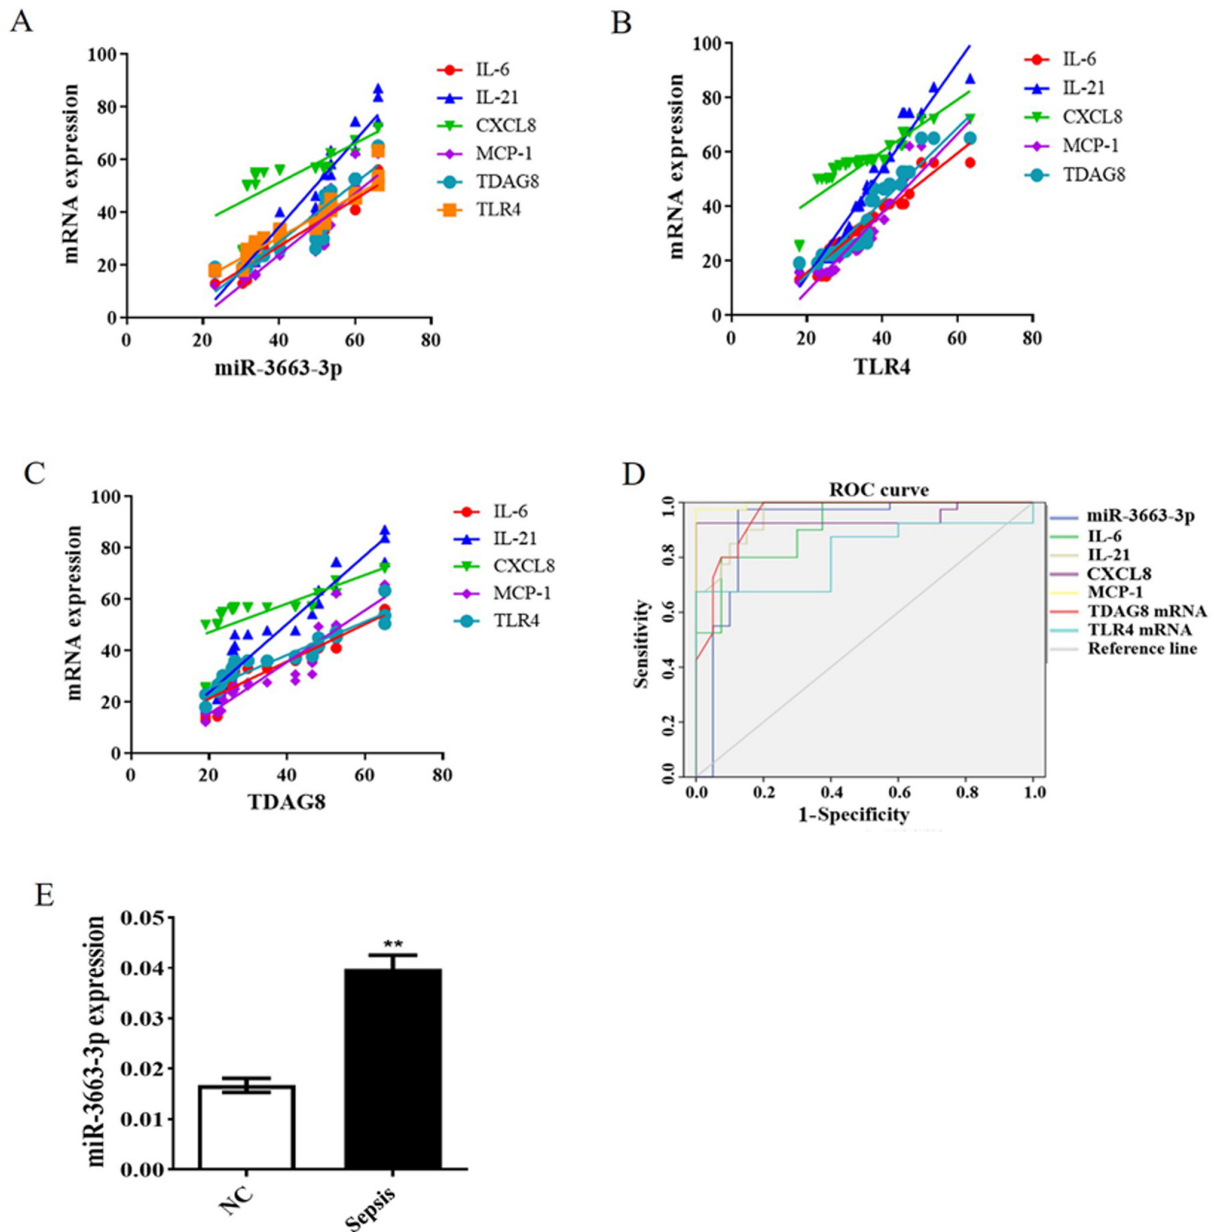 A
mRNA expression
100
80
60
40
20
0
0 20 40 60 80
miR-3663-3p
IL-6
IL-21
CXCL8
MCP-1
TDAG8
TLR4
B
mRNA expression
100
80
60
40
20
0
0 20 40 60 80
TLR4
IL-6
IL-21
CXCL8
MCP-1
TDAG8
C
mRNA expression
100
80
60
40
20
0
0 20 40 60 80
TDAG8
IL-6
IL-21
CXCL8
MCP-1
TLR4
D
ROC curve
Sensitivity
1.0
0.8
0.6
0.4
0.2
0.0
0.0 0.2 0.4 0.6 0.8 1.0
1-Specificity
miR-3663-3p
IL-6
IL-21
CXCL8
MCP-1
TDAG8 mRNA
TLR4 mRNA
Reference line
E
miR-3663-3p expression
0.05
0.04
0.03
0.02
0.01
0.00
**
NC
Sepsis